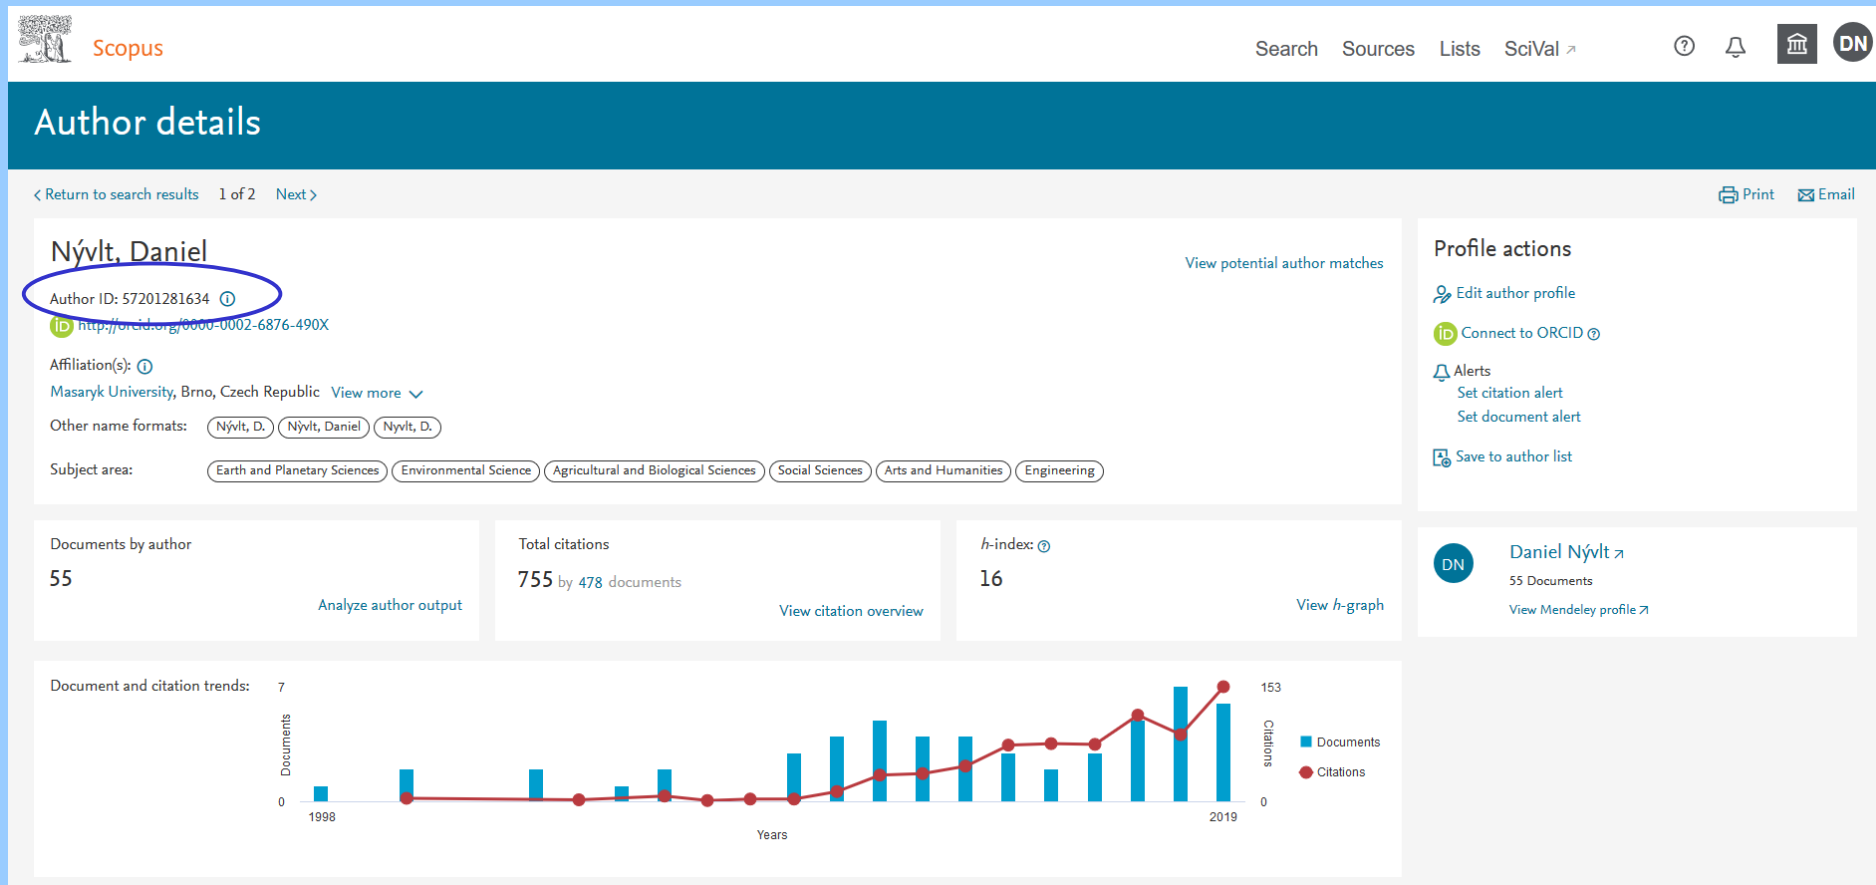 Scopus
Search Sources Lists SciVal ↗ DN
Author details
Return to search results 1 of 2 Next
Print Email
Nývlt, Daniel
View potential author matches
Author ID: 57201281634
iD http://orcid.org/0000-0002-6876-490X
Affiliation(s):
Masaryk University, Brno, Czech Republic View more
Other name formats: Nývlt, D. Nỳvlt, Daniel Nyvlt, D.
Subject area: Earth and Planetary Sciences Environmental Science Agricultural and Biological Sciences Social Sciences Arts and Humanities Engineering
Profile actions
Edit author profile
iD Connect to ORCID
Alerts
Set citation alert
Set document alert
Save to author list
Documents by author
55
Analyze author output
Total citations
755 by 478 documents
View citation overview
h-index:
16
View h-graph
DN
Daniel Nývlt ↗
55 Documents
View Mendeley profile ↗
Document and citation trends:
7
Documents
0
1998
Years
2019
153
Citations
0
Documents
Citations